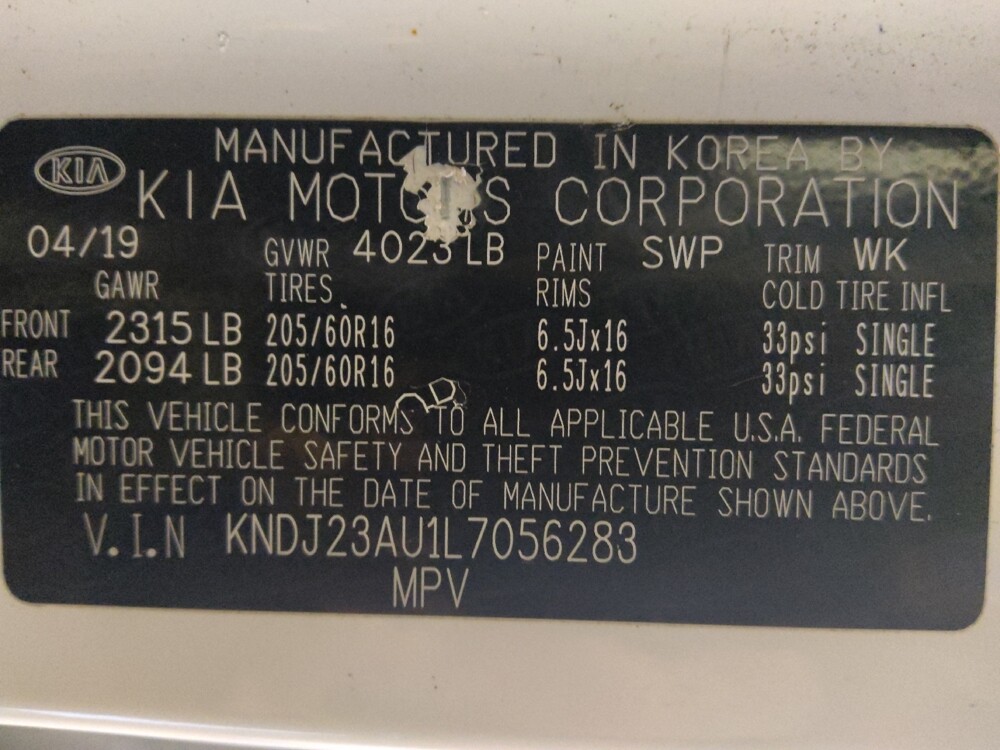 KIA
MANUFACTURED IN KOREA BY
KIA MOTORS CORPORATION
04/19 GVWR 4023 LB PAINT SWP TRIM WK
GAWR TIRES RIMS COLD TIRE INFL
FRONT 2315 LB 205/60R16 6.5Jx16 33psi SINGLE
REAR 2094 LB 205/60R16 6.5Jx16 33psi SINGLE
THIS VEHICLE CONFORMS TO ALL APPLICABLE U.S.A. FEDERAL
MOTOR VEHICLE SAFETY AND THEFT PREVENTION STANDARDS
IN EFFECT ON THE DATE OF MANUFACTURE SHOWN ABOVE.
V.I.N KNDJ23AU1L7056283
MPV